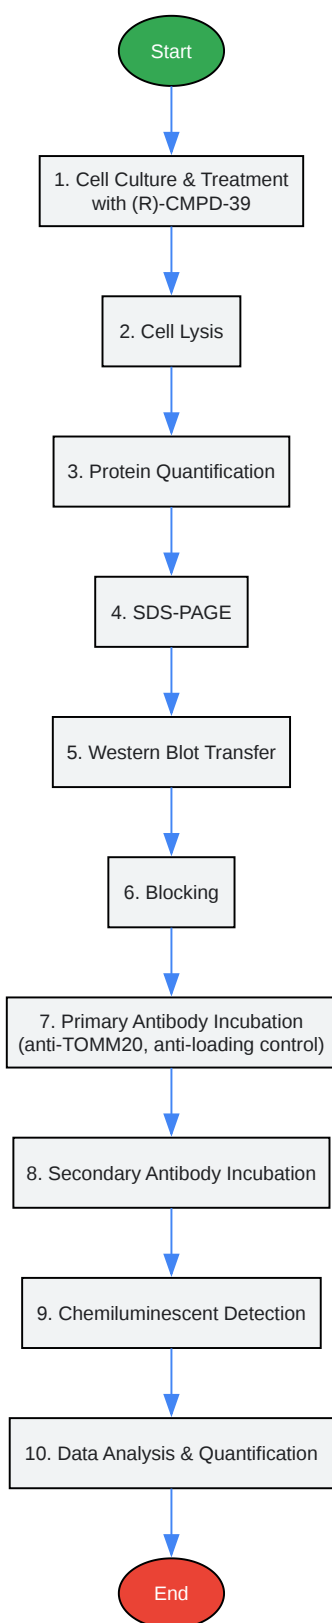 Start
1. Cell Culture & Treatment
with (R)-CMPD-39
2. Cell Lysis
3. Protein Quantification
4. SDS-PAGE
5. Western Blot Transfer
6. Blocking
7. Primary Antibody Incubation
(anti-TOMM20, anti-loading control)
8. Secondary Antibody Incubation
9. Chemiluminescent Detection
10. Data Analysis & Quantification
End